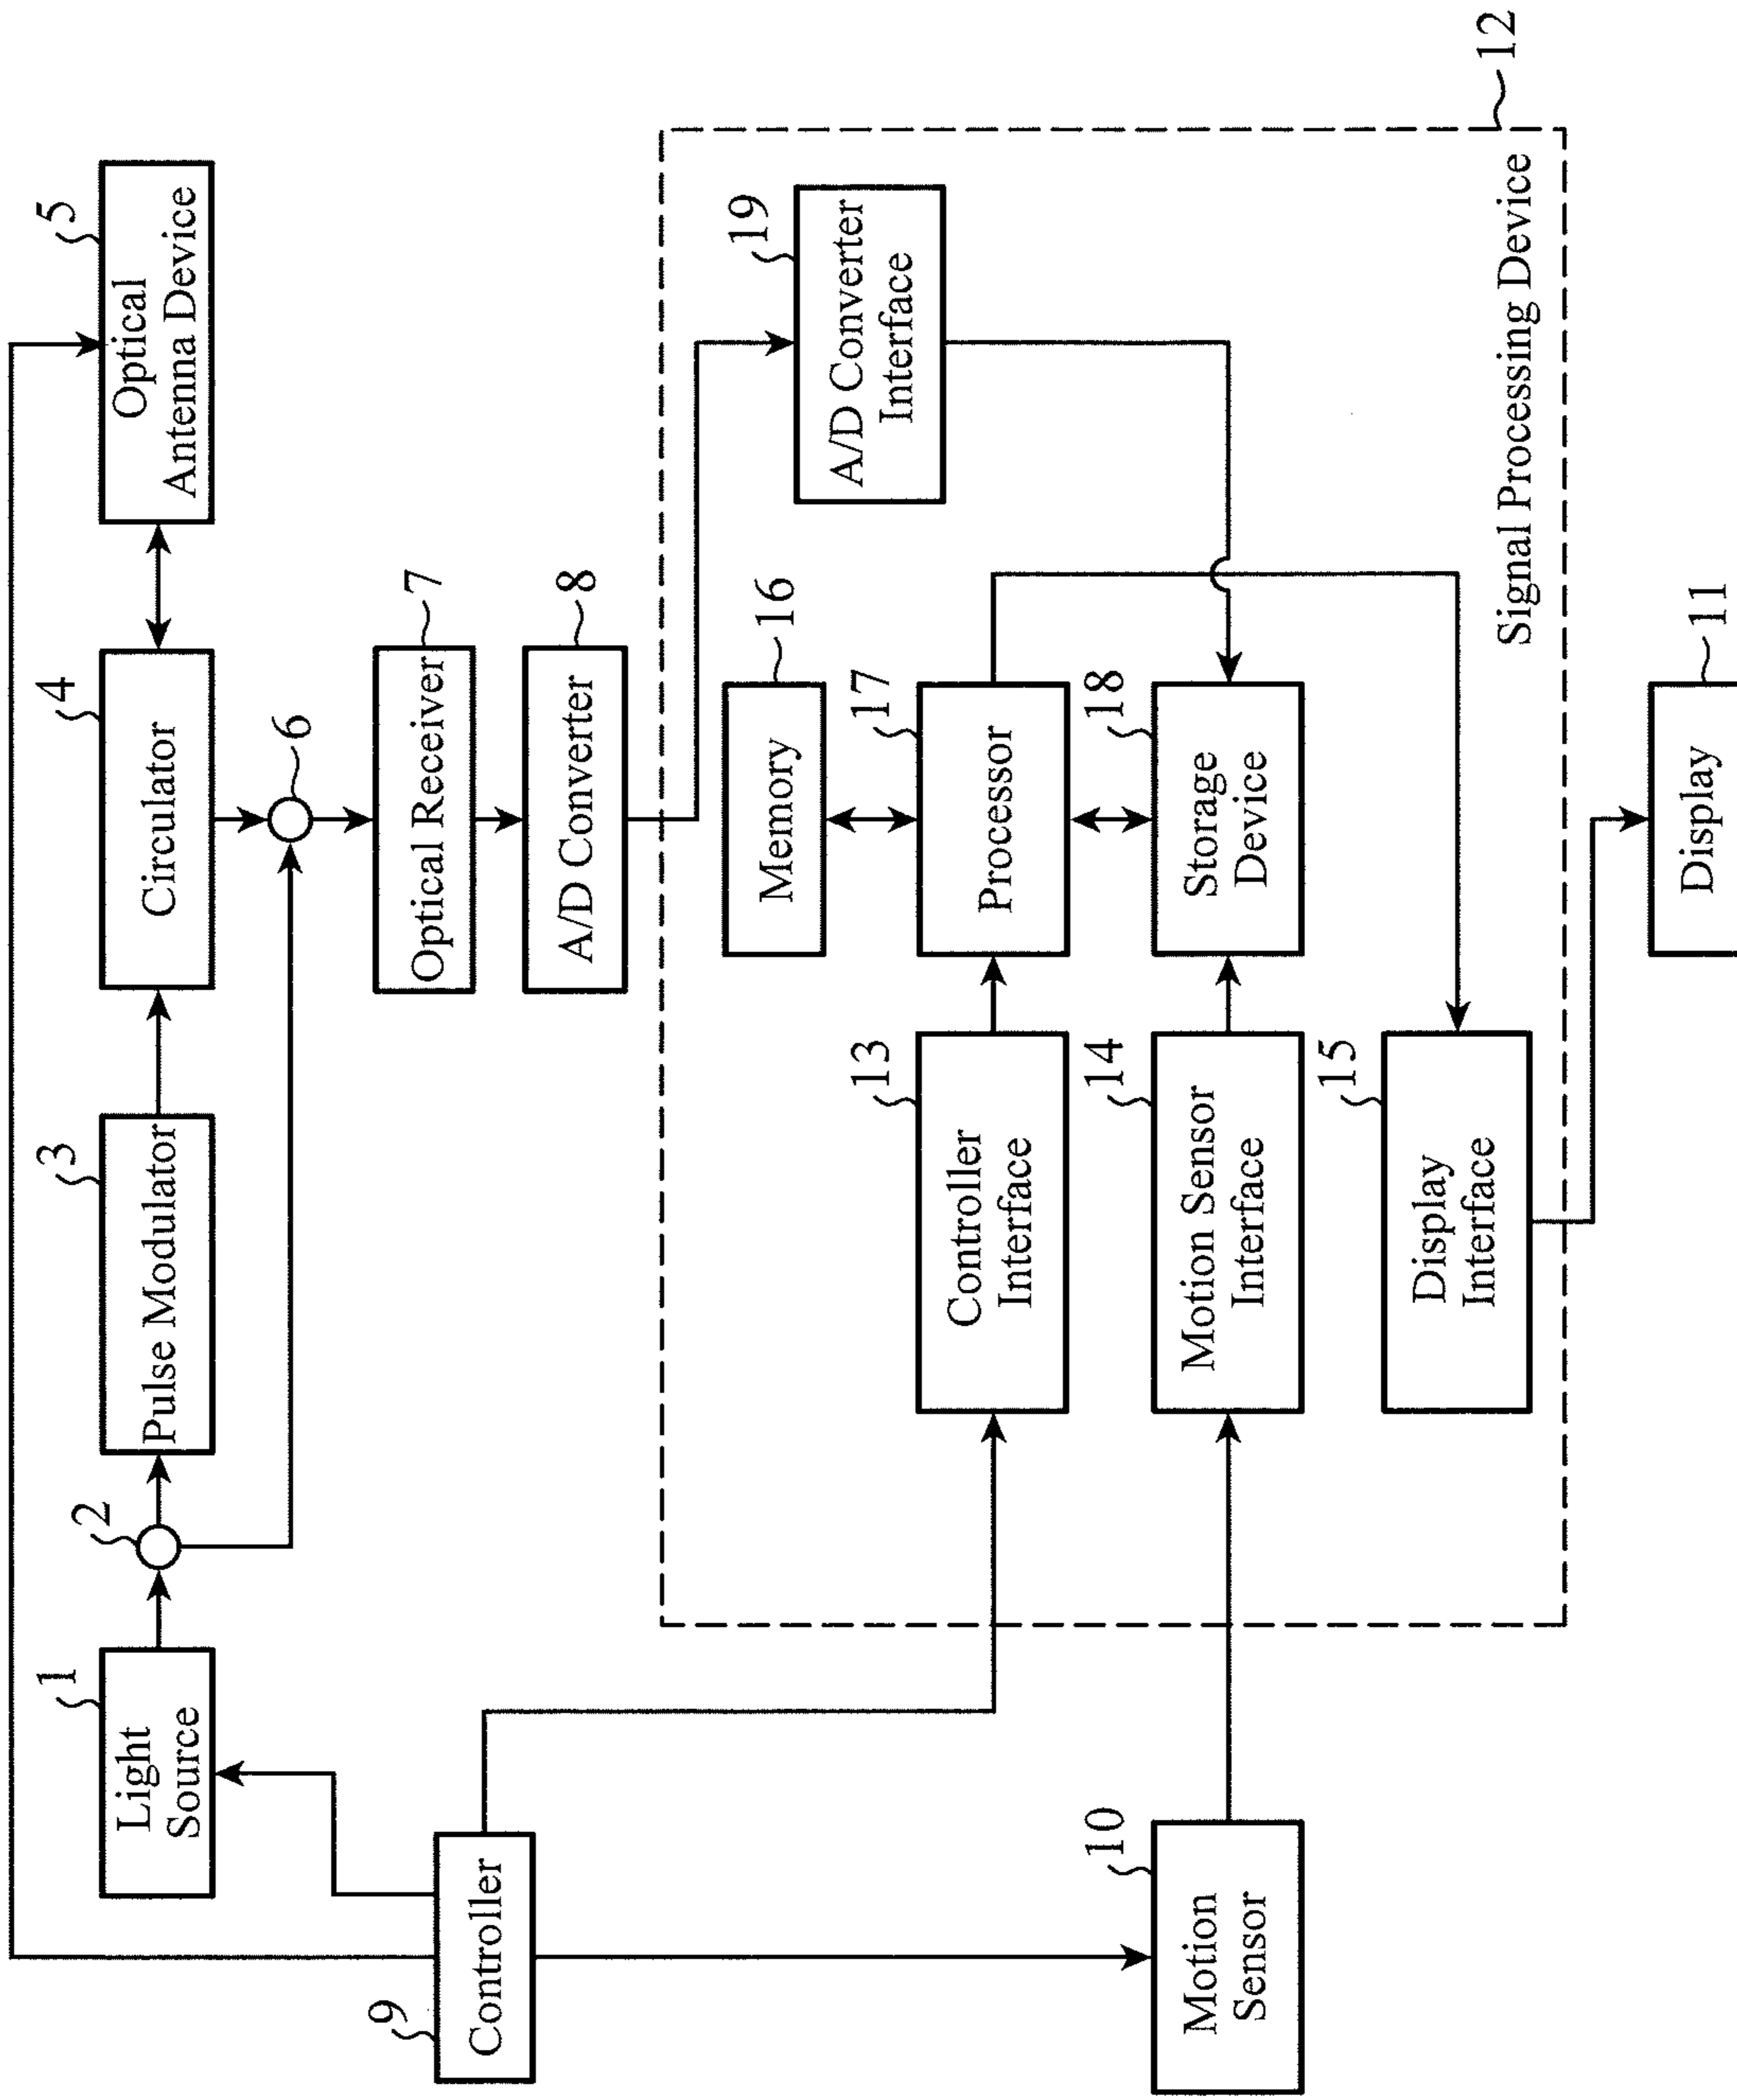 1
Light
Source
2
3
Pulse Modulator
4
Circulator
5
Optical
Antenna Device
6
7
Optical Receiver
8
A/D Converter
9
Controller
10
Motion
Sensor
16
Memory
19
A/D Converter
Interface
13
Controller
Interface
17
Processor
14
Motion Sensor
Interface
18
Storage
Device
15
Display
Interface
Signal Processing Device
12
11
Display